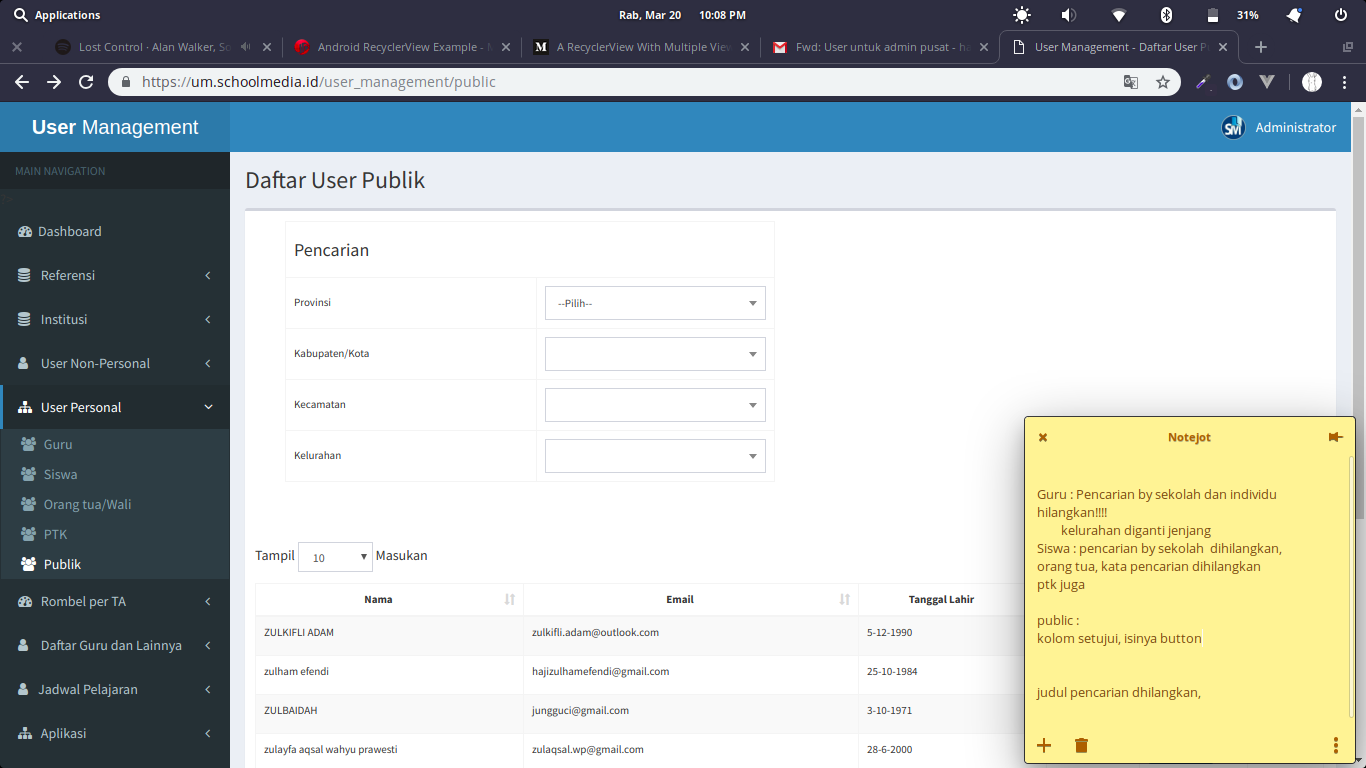 Applications Rab, Mar 20 10:08 PM 31%
Lost Control · Alan Walker, So
Android RecyclerView Example -
A RecyclerView With Multiple View
Fwd: User untuk admin pusat - ha
User Management - Daftar User P
https://um.schoolmedia.id/user_management/public
User Management
SM Administrator
MAIN NAVIGATION
Dashboard
Referensi
Institusi
User Non-Personal
User Personal
Guru
Siswa
Orang tua/Wali
PTK
Publik
Rombel per TA
Daftar Guru dan Lainnya
Jadwal Pelajaran
Aplikasi
Daftar User Publik
Pencarian
Provinsi --Pilih--
Kabupaten/Kota
Kecamatan
Kelurahan
Tampil 10 Masukan
Nama Email Tanggal Lahir
ZULKIFLI ADAM zulkifli.adam@outlook.com 5-12-1990
zulham efendi hajizulhamefendi@gmail.com 25-10-1984
ZULBAIDAH jungguci@gmail.com 3-10-1971
zulayfa aqsal wahyu prawesti zulaqsal.wp@gmail.com 28-6-2000
Notejot
Guru : Pencarian by sekolah dan individu
hilangkan!!!!
kelurahan diganti jenjang
Siswa : pencarian by sekolah dihilangkan,
orang tua, kata pencarian dihilangkan
ptk juga
public :
kolom setujui, isinya button
judul pencarian dhilangkan,